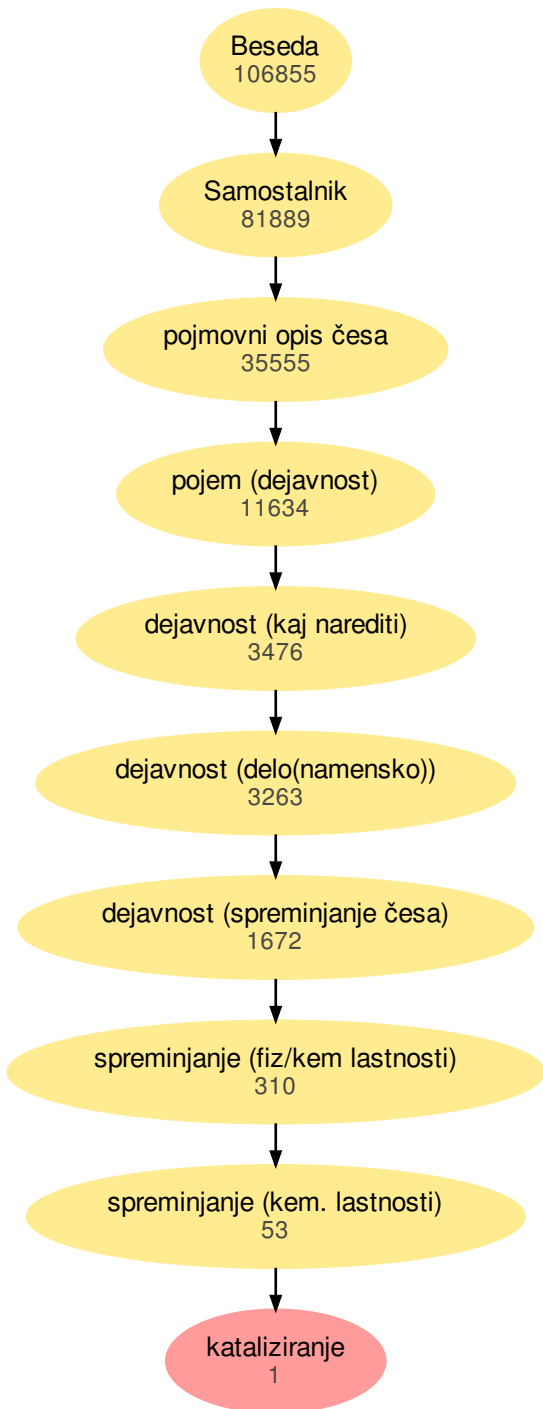 Beseda
106855
Samostalnik
81889
pojmovni opis česa
35555
pojem (dejavnost)
11634
dejavnost (kaj narediti)
3476
dejavnost (delo(namensko))
3263
dejavnost (spreminjanje česa)
1672
spreminjanje (fiz/kem lastnosti)
310
spreminjanje (kem. lastnosti)
53
kataliziranje
1